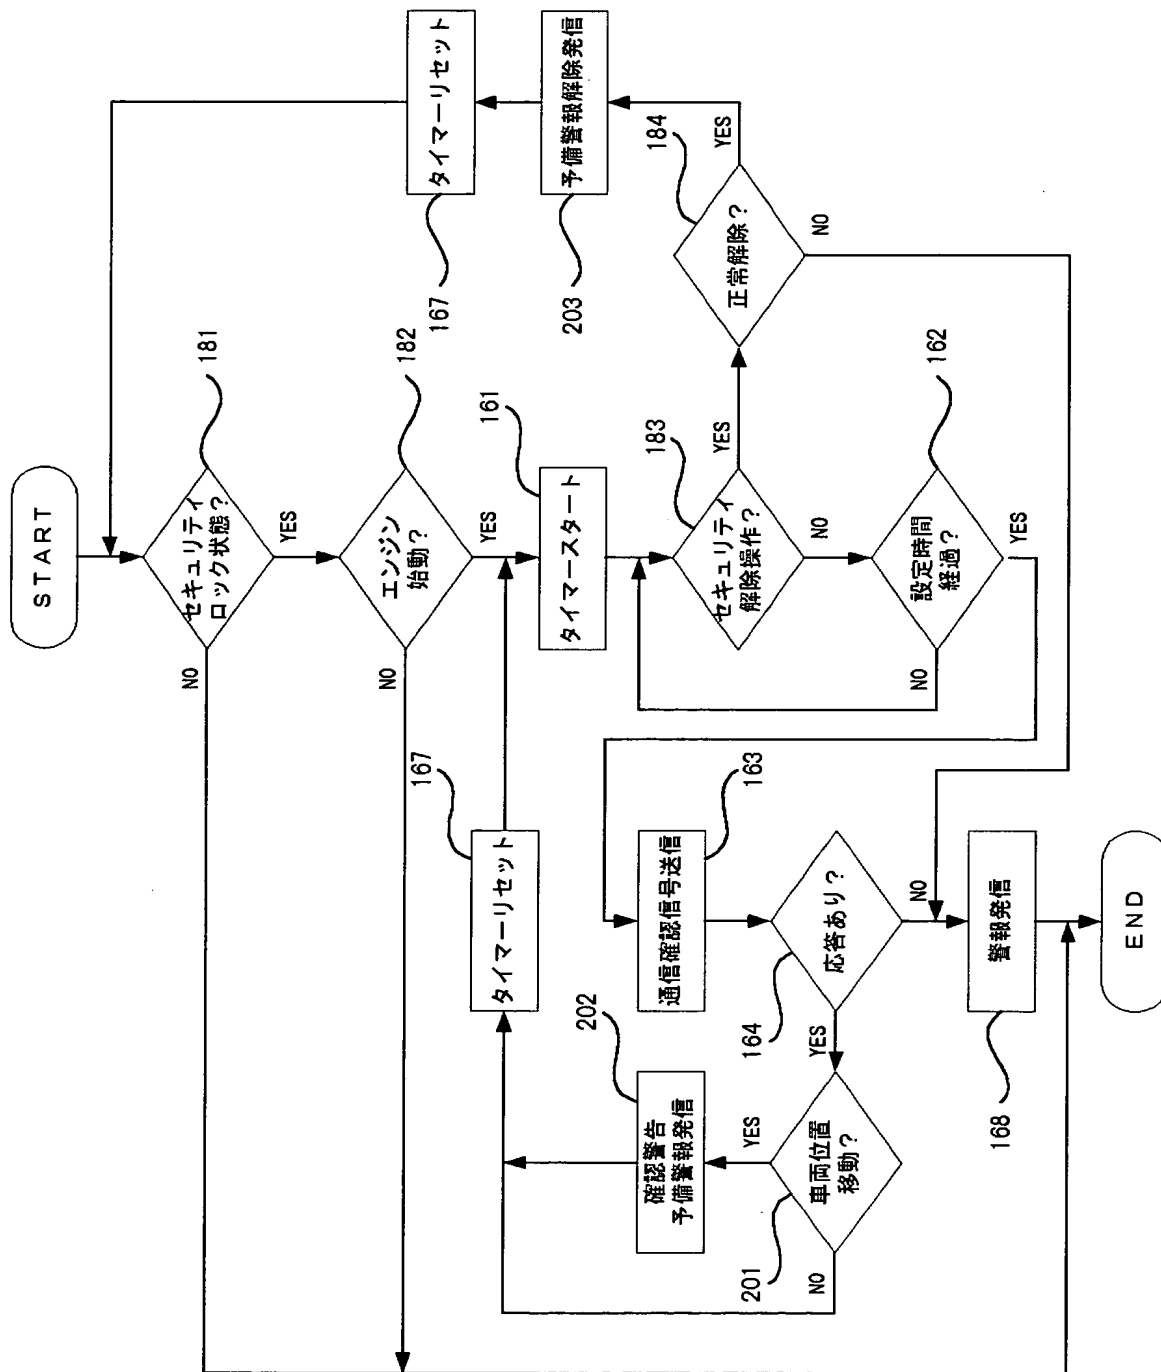 START
セキュリティ
ロック状態？
181
YES
NO
エンジン
始動？
182
YES
NO
タイマースタート
161
セキュリティ
解除操作？
183
YES
NO
設定時間
経過？
162
YES
NO
正常解除？
184
YES
NO
予備警報解除発信
203
タイマーリセット
167
タイマーリセット
167
通信確認信号送信
163
応答あり？
164
YES
NO
車両位置
移動？
201
YES
NO
確認警告
予備警報発信
202
警報発信
168
END